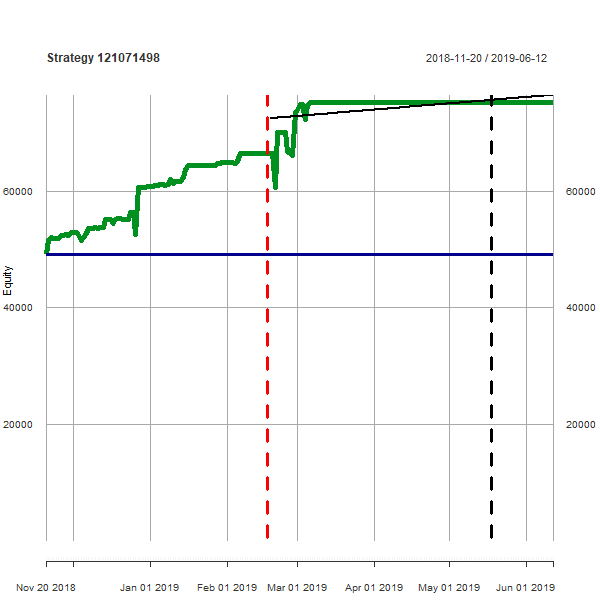 Strategy 121071498
2018-11-20 / 2019-06-12
60000
60000
Equity
40000
40000
20000
20000
Nov 20 2018
Jan 01 2019
Feb 01 2019
Mar 01 2019
Apr 01 2019
May 01 2019
Jun 01 2019